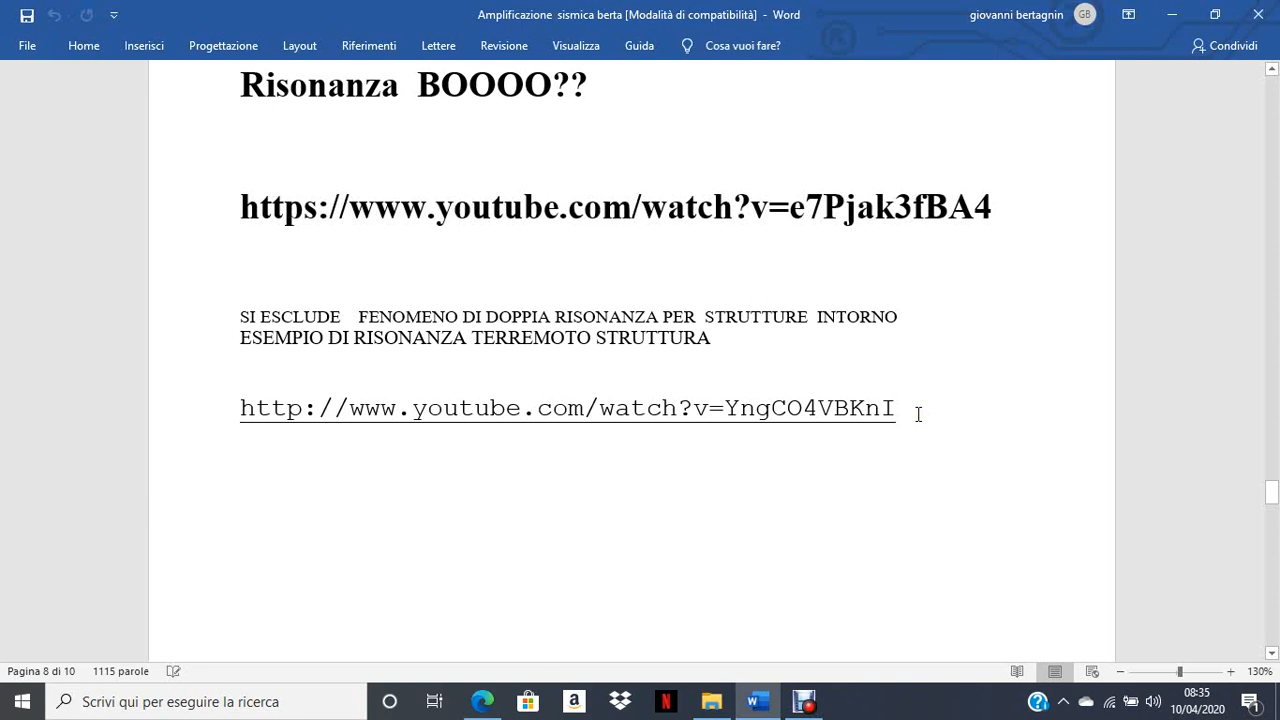 Amplificazione sismica berta [Modalità di compatibilità] - Word
giovanni bertagnin GB
File Home Inserisci Progettazione Layout Riferimenti Lettere Revisione Visualizza Guida Cosa vuoi fare? Condividi
Risonanza BOOOO??
https://www.youtube.com/watch?v=e7Pjak3fBA4
SI ESCLUDE FENOMENO DI DOPPIA RISONANZA PER STRUTTURE INTORNO
ESEMPIO DI RISONANZA TERREMOTO STRUTTURA
http://www.youtube.com/watch?v=YngCO4VBKnI
Pagina 8 di 10 1115 parole 130%
Scrivi qui per eseguire la ricerca
08:35
10/04/2020